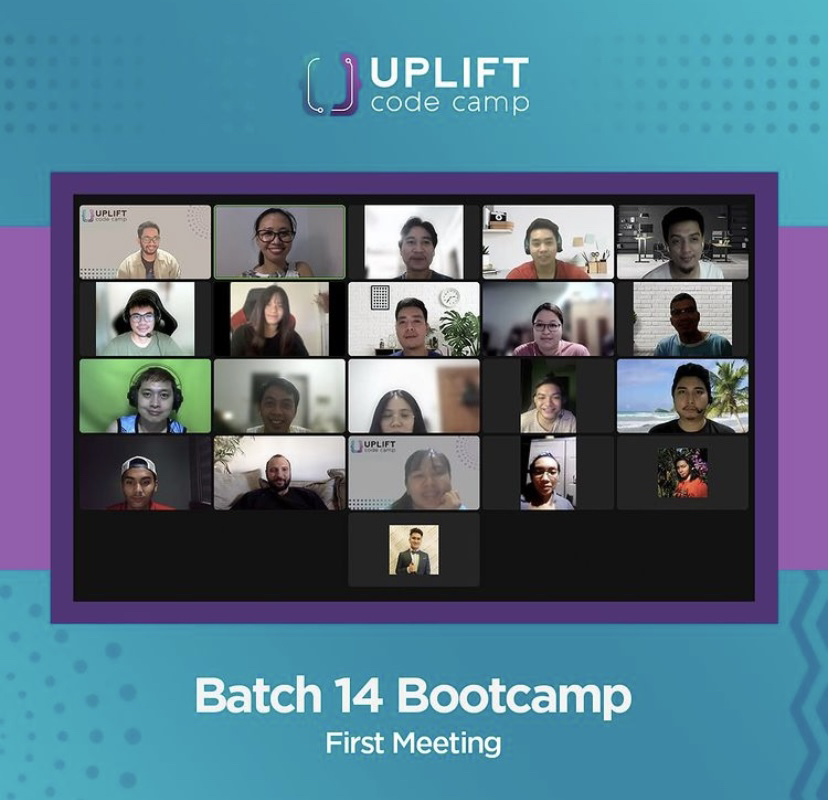 UPLIFT
code camp
UPLIFT
code camp
UPLIFT
code camp
Batch 14 Bootcamp
First Meeting